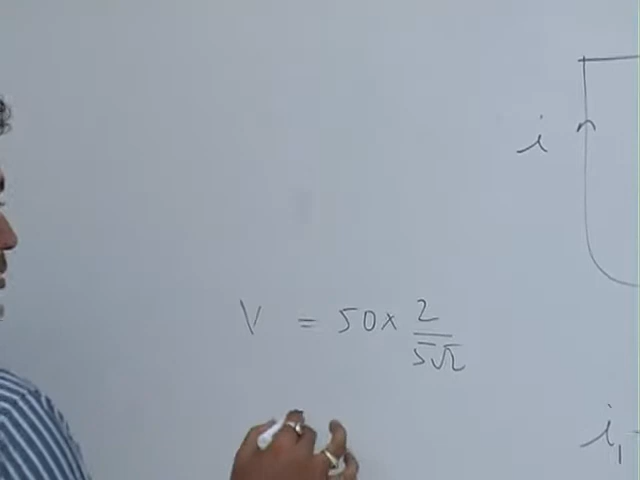 i
V = 50 × 2/5√2
i₁